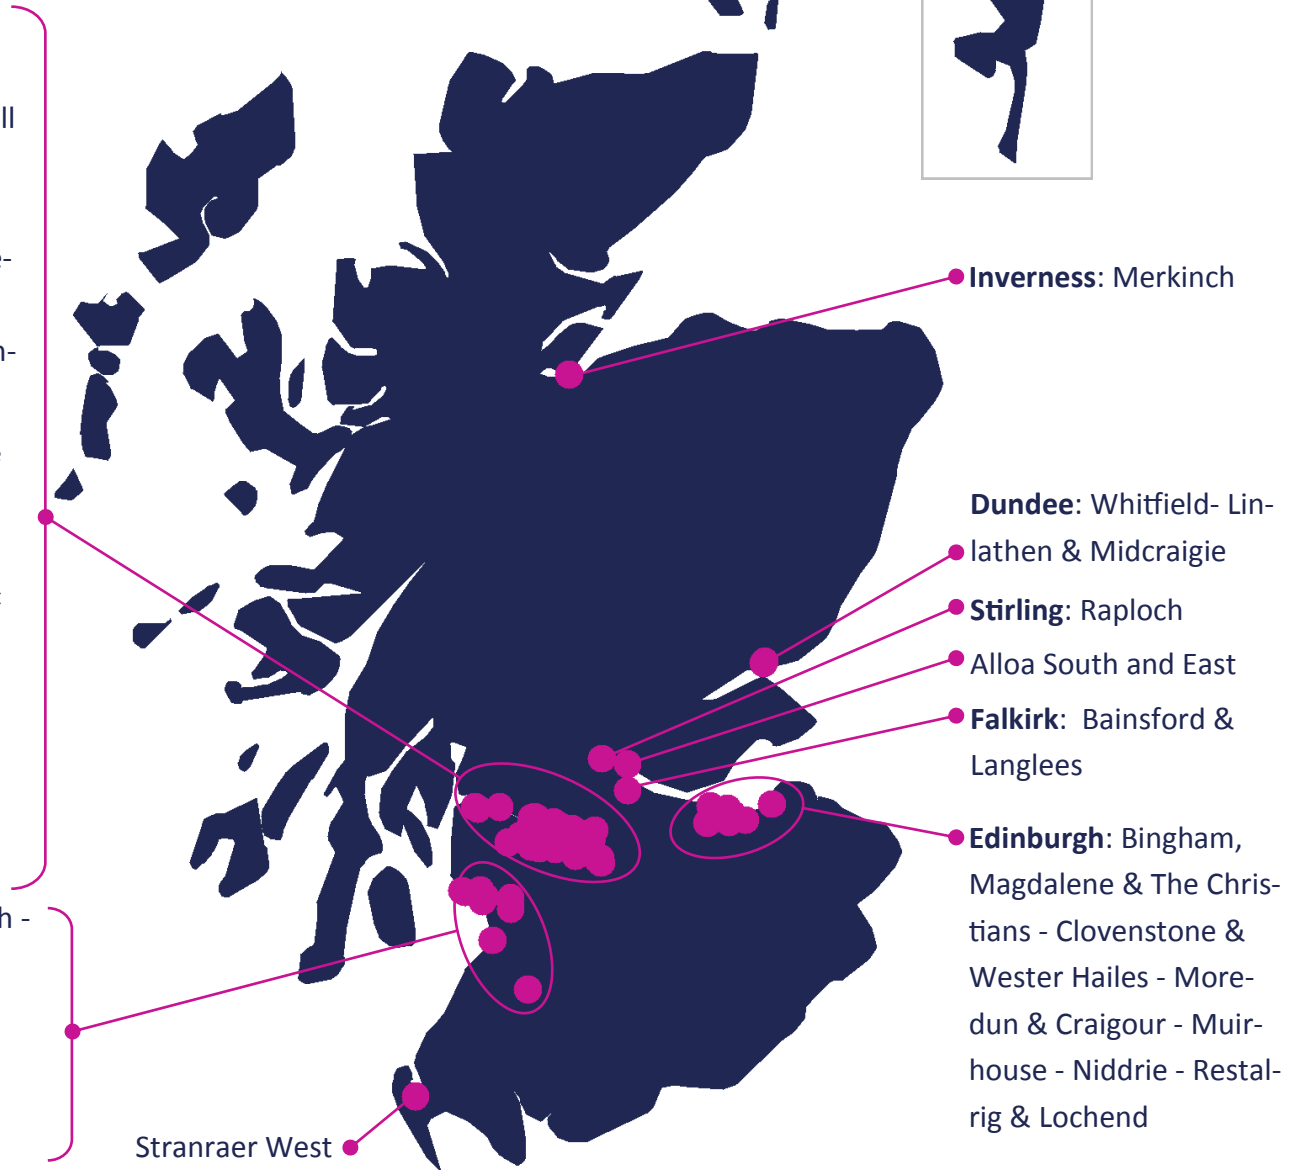 ll
e-
n-
h -
Inverness: Merkinch
Dundee: Whitfield- Lin-
lathen & Midcraigie
Stirling: Raploch
Alloa South and East
Falkirk:  Bainsford &
Langlees
Edinburgh: Bingham,
Magdalene & The Chris-
tians - Clovenstone &
Wester Hailes - More-
dun & Craigour - Muir-
house - Niddrie - Restal-
rig & Lochend
Stranraer West